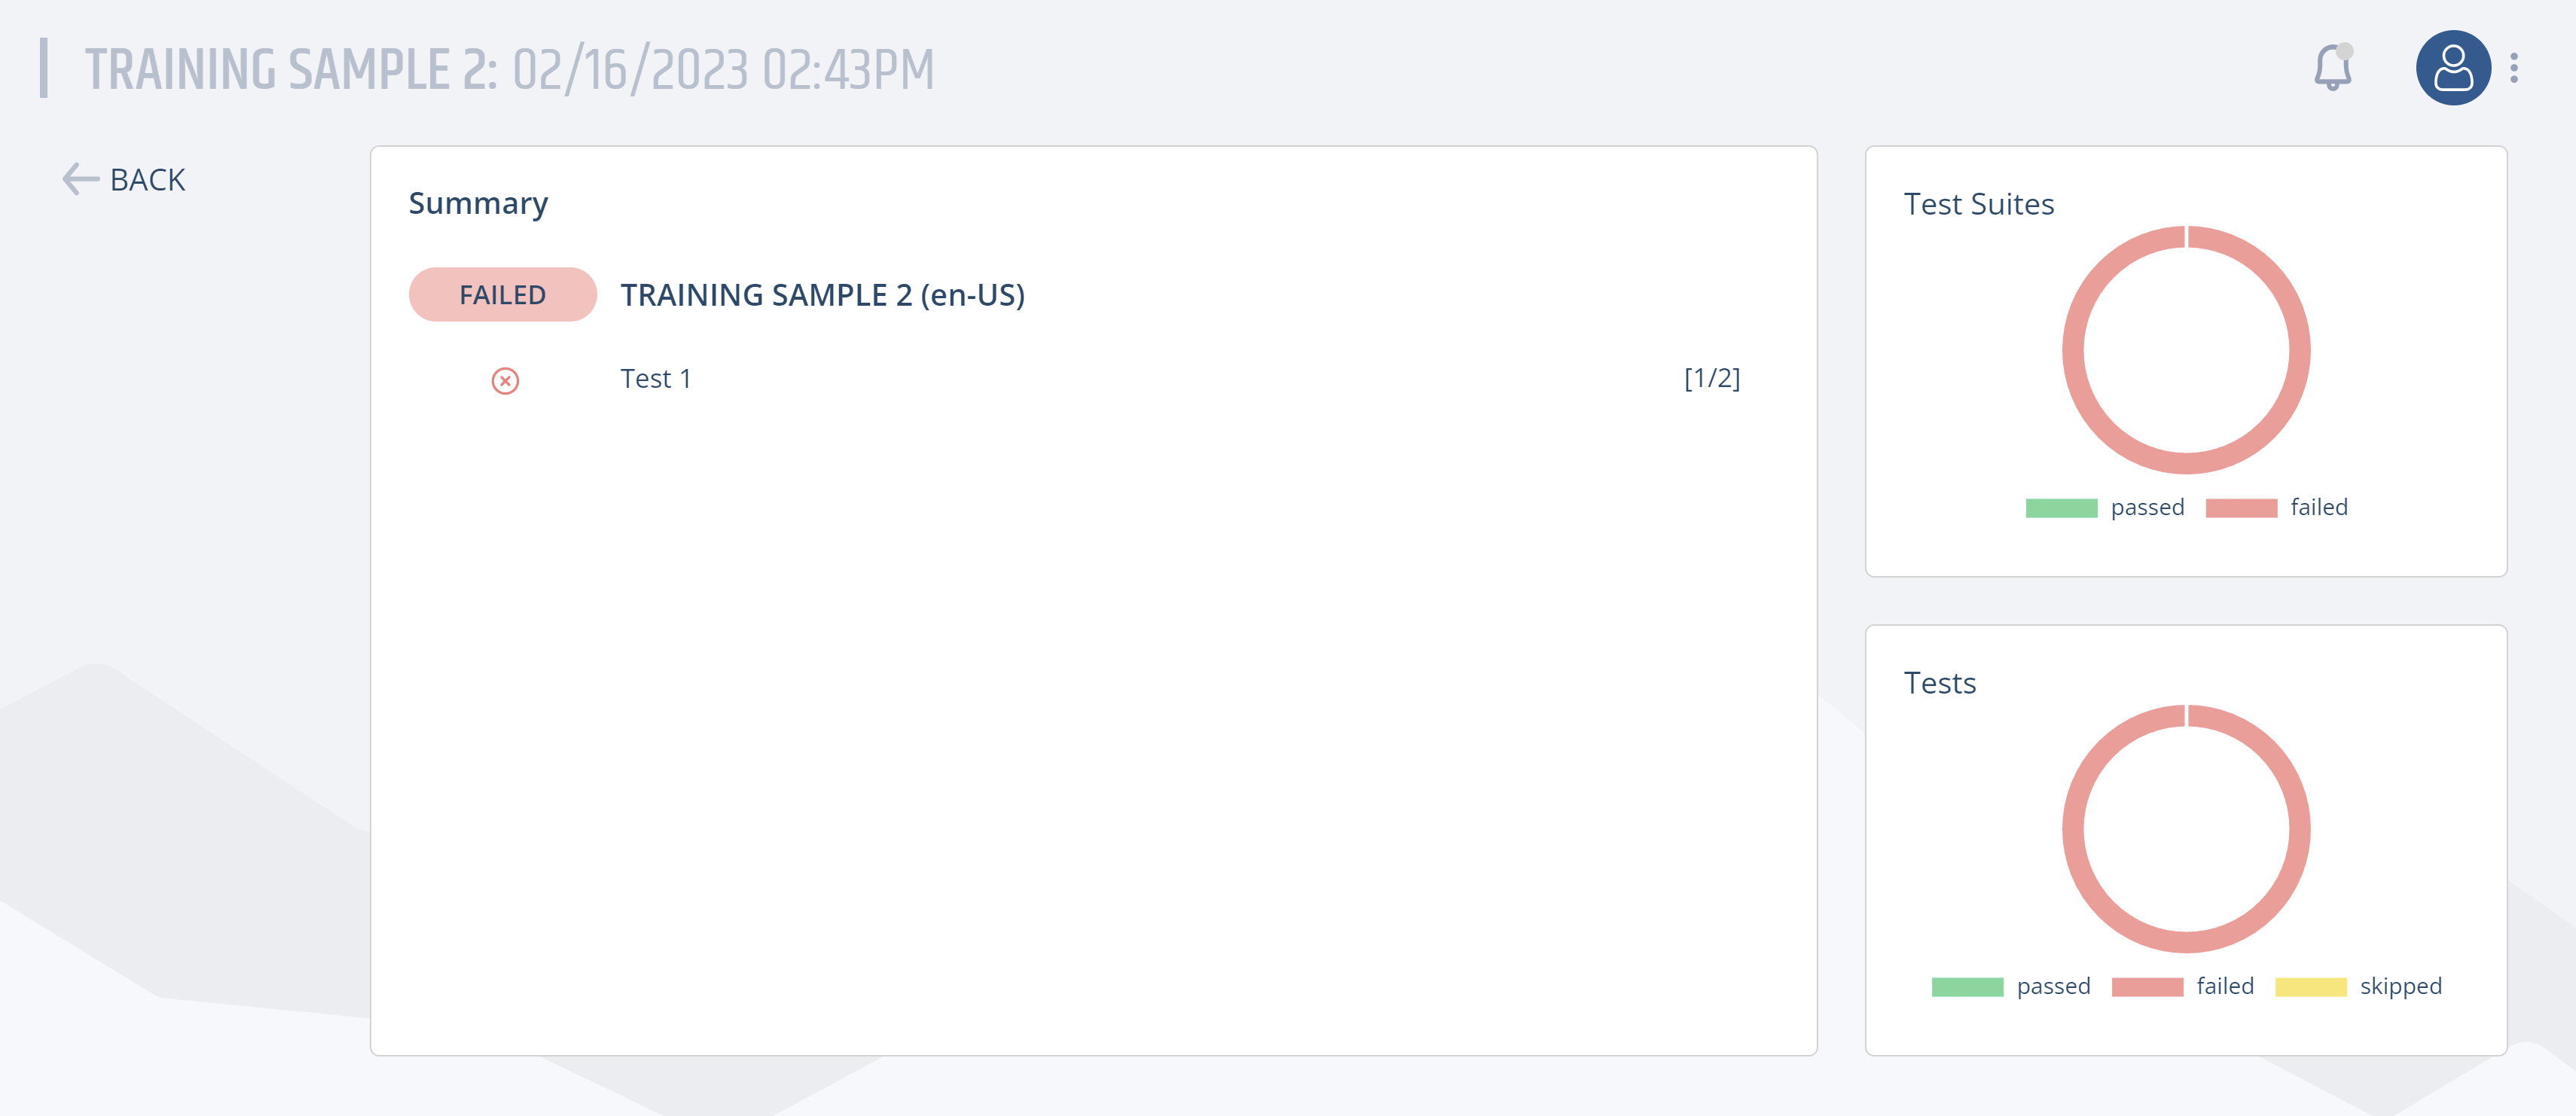 TRAINING SAMPLE 2: 02/16/2023 02:43PM
BACK
Summary
FAILED TRAINING SAMPLE 2 (en-US)
Test 1 [1/2]
Test Suites
passed failed
Tests
passed failed skipped